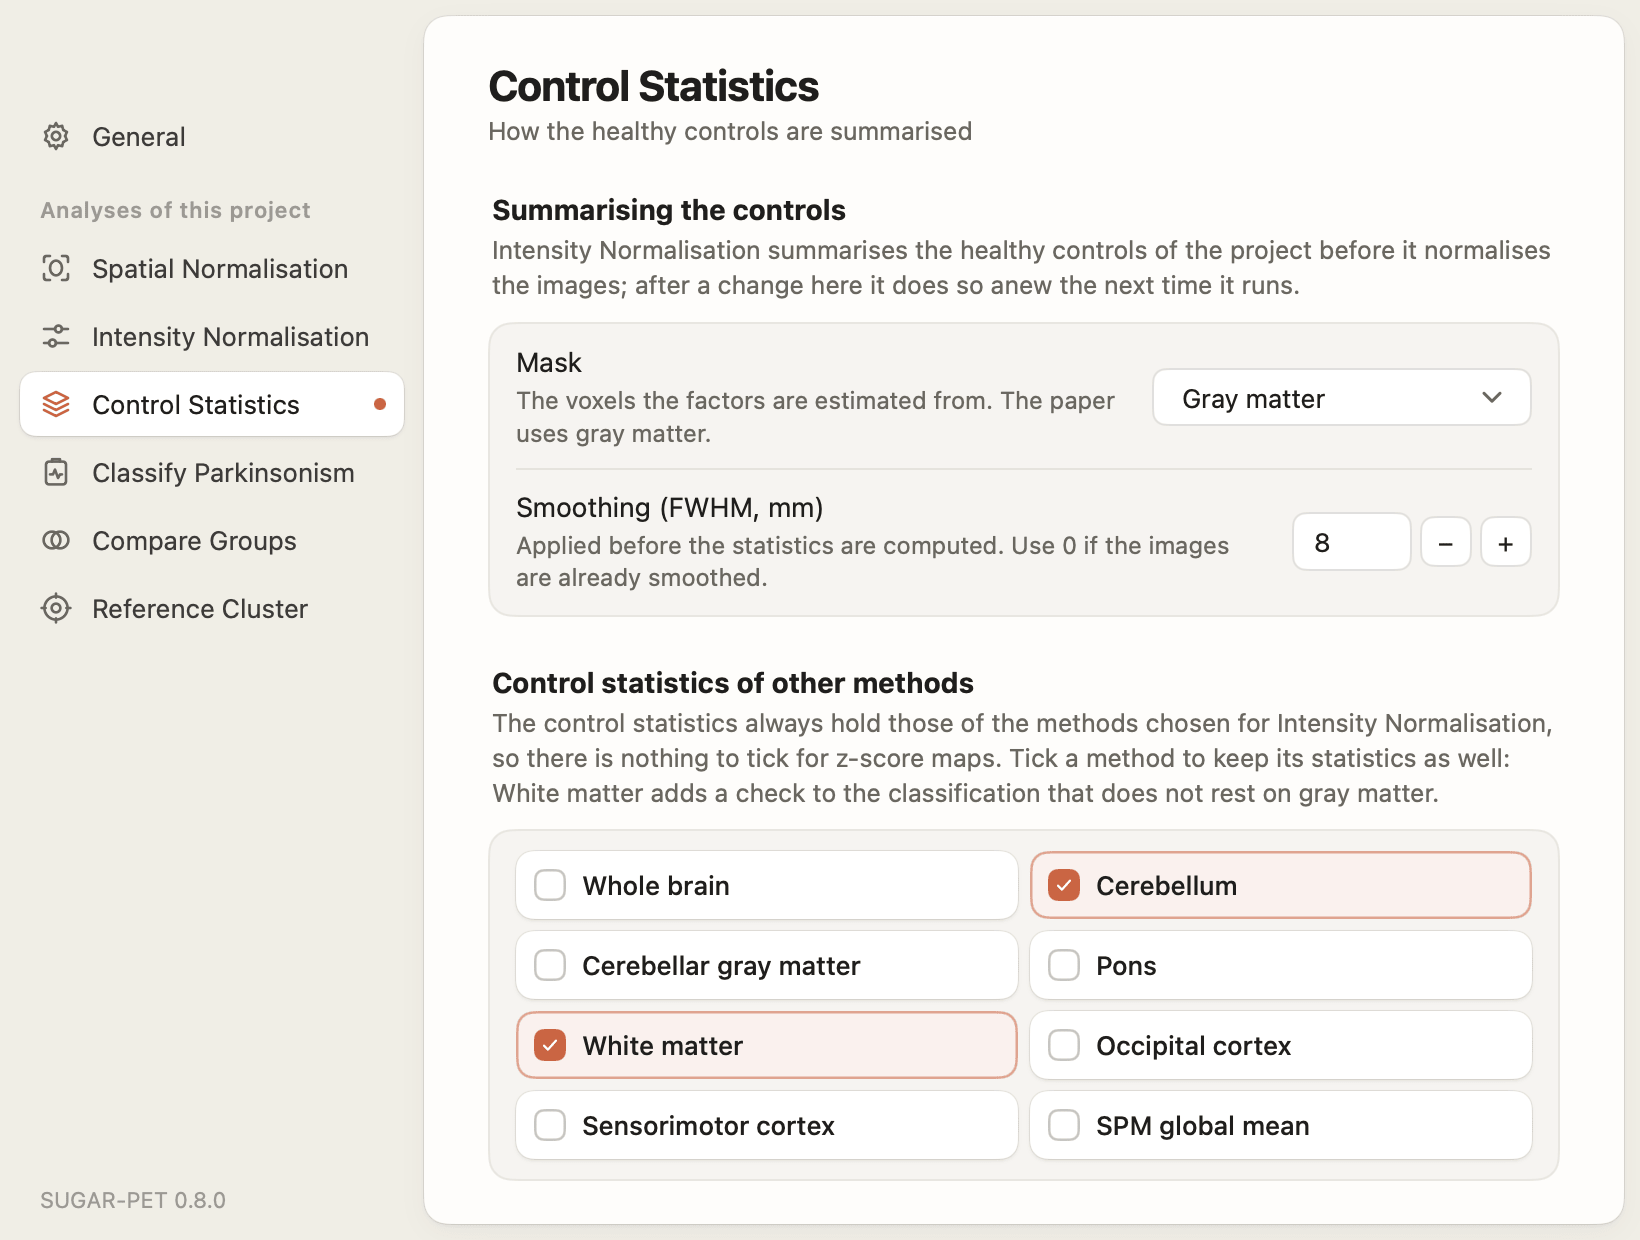 General
Analyses of this project
Spatial Normalisation
Intensity Normalisation
Control Statistics
Classify Parkinsonism
Compare Groups
Reference Cluster
SUGAR-PET 0.8.0
Control Statistics
How the healthy controls are summarised
Summarising the controls
Intensity Normalisation summarises the healthy controls of the project before it normalises
the images; after a change here it does so anew the next time it runs.
Mask
The voxels the factors are estimated from. The paper
uses gray matter.
Gray matter
Smoothing (FWHM, mm)
Applied before the statistics are computed. Use 0 if the images
are already smoothed.
8
−
+
Control statistics of other methods
The control statistics always hold those of the methods chosen for Intensity Normalisation,
so there is nothing to tick for z-score maps. Tick a method to keep its statistics as well:
White matter adds a check to the classification that does not rest on gray matter.
Whole brain
Cerebellum
Cerebellar gray matter
Pons
White matter
Occipital cortex
Sensorimotor cortex
SPM global mean